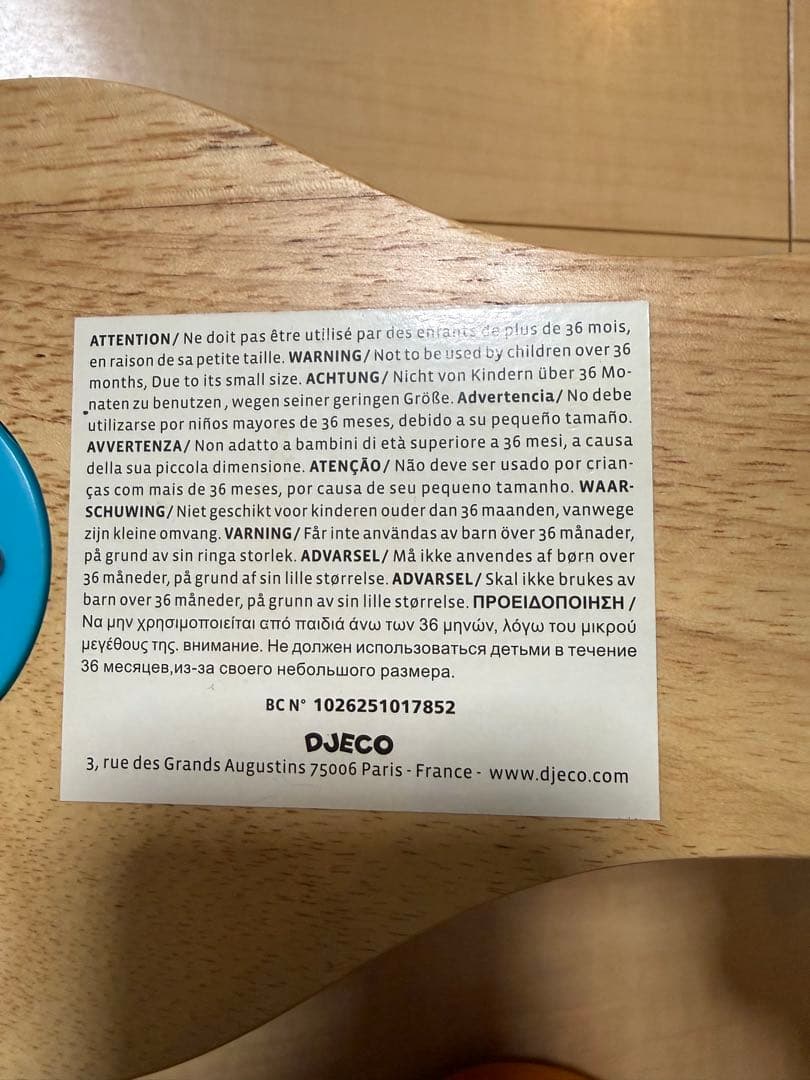 ATTENTION/ Ne doit pas être utilisé par des enfants de plus de 36 mois,
en raison de sa petite taille. WARNING/ Not to be used by children over 36
months, Due to its small size. ACHTUNG/ Nicht von Kindern über 36 Mo-
naten zu benutzen, wegen seiner geringen Größe. Advertencia/ No debe
utilizarse por niños mayores de 36 meses, debido a su pequeño tamaño.
AVVERTENZA/ Non adatto a bambini di età superiore a 36 mesi, a causa
della sua piccola dimensione. ATENÇÃO/ Não deve ser usado por crian-
ças com mais de 36 meses, por causa de seu pequeno tamanho. WAAR-
SCHUWING/ Niet geschikt voor kinderen ouder dan 36 maanden, vanwege
zijn kleine omvang. VARNING/ Får inte användas av barn över 36 månader,
på grund av sin ringa storlek. ADVARSEL/ Må ikke anvendes af børn over
36 måneder, på grund af sin lille størrelse. ADVARSEL/ Skal ikke brukes av
barn over 36 måneder, på grunn av sin lille størrelse. ΠΡΟΕΙΔΟΠΟΙΗΣΗ /
Να μην χρησιμοποιείται από παιδιά άνω των 36 μηνών, λόγω του μικρού
μεγέθους της. внимание. Не должен использоваться детьми в течение
36 месяцев,из-за своего небольшого размера.
BC N° 1026251017852
DJECO
3, rue des Grands Augustins 75006 Paris - France - www.djeco.com